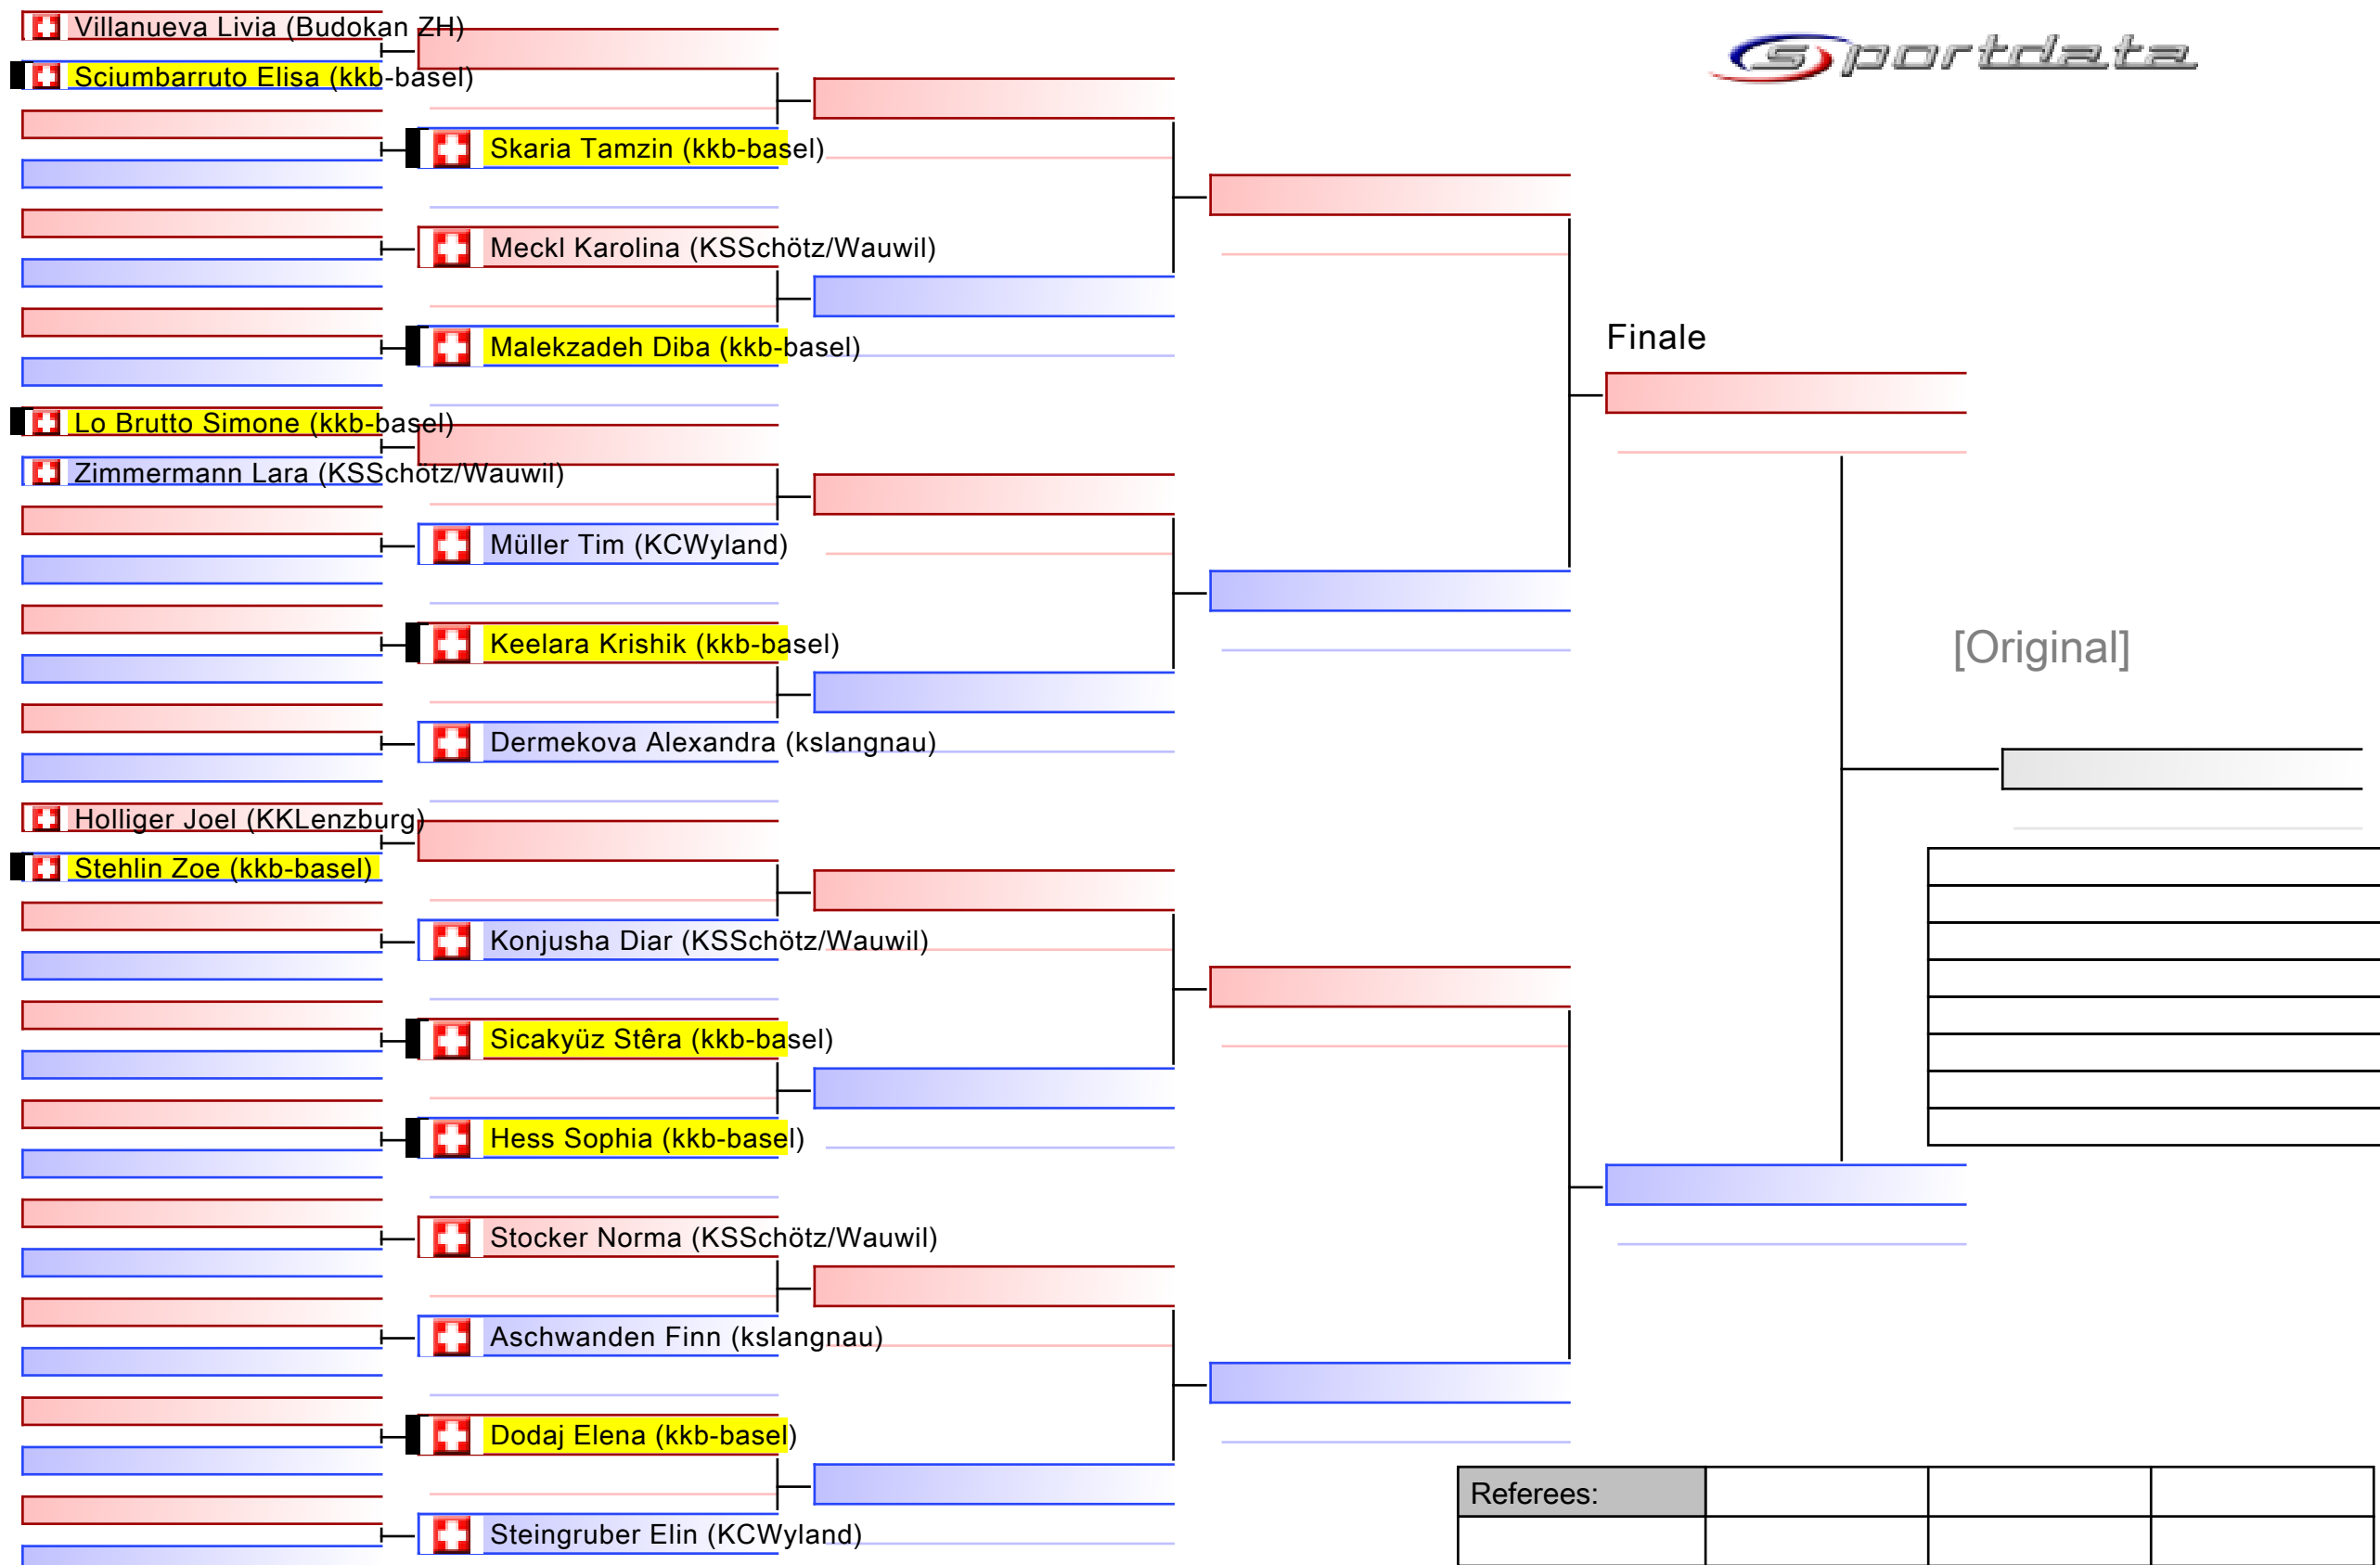 Villanueva Livia (Budokan ZH)
Sciumbarruto Elisa (kkb-basel)
Skaria Tamzin (kkb-basel)
Meckl Karolina (KSSchötz/Wauwil)
Malekzadeh Diba (kkb-basel)
Lo Brutto Simone (kkb-basel)
Zimmermann Lara (KSSchötz/Wauwil)
Müller Tim (KCWyland)
Keelara Krishik (kkb-basel)
Dermekova Alexandra (kslangnau)
Holliger Joel (KKLenzburg)
Stehlin Zoe (kkb-basel)
Konjusha Diar (KSSchötz/Wauwil)
Sicakyüz Stêra (kkb-basel)
Hess Sophia (kkb-basel)
Stocker Norma (KSSchötz/Wauwil)
Aschwanden Finn (kslangnau)
Dodaj Elena (kkb-basel)
Steingruber Elin (KCWyland)
sportdata
Finale
[Original]
Referees: